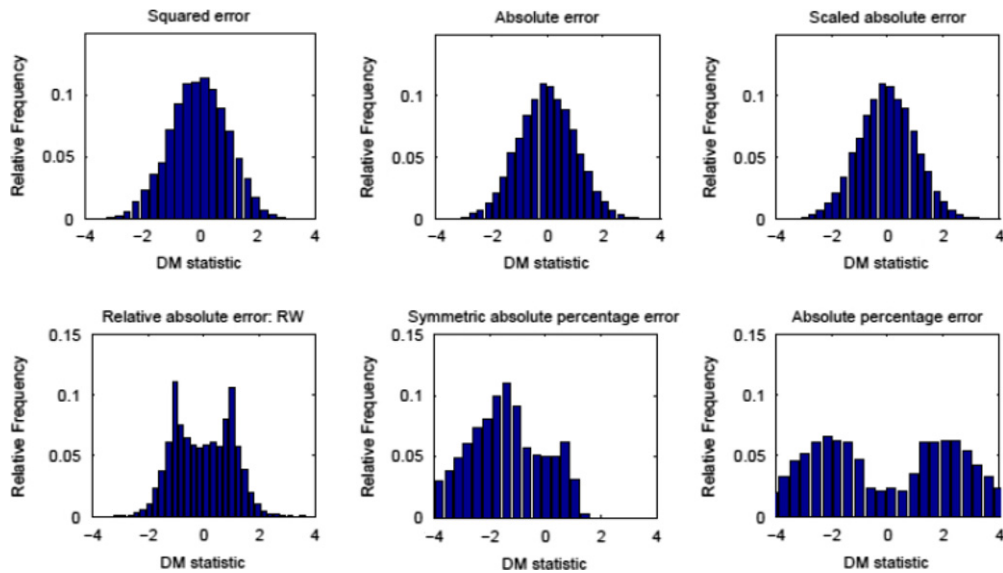 Squared error
Absolute error
Scaled absolute error
Relative Frequency
0.1
0.05
0
−4 −2 0 2 4
DM statistic
Relative Frequency
0.1
0.05
0
−4 −2 0 2 4
DM statistic
Relative Frequency
0.1
0.05
0
−4 −2 0 2 4
DM statistic
Relative absolute error: RW
Symmetric absolute percentage error
Absolute percentage error
Relative Frequency
0.15
0.1
0.05
0
−4 −2 0 2 4
DM statistic
Relative Frequency
0.15
0.1
0.05
0
−4 −2 0 2 4
DM statistic
Relative Frequency
0.15
0.1
0.05
0
−4 −2 0 2 4
DM statistic